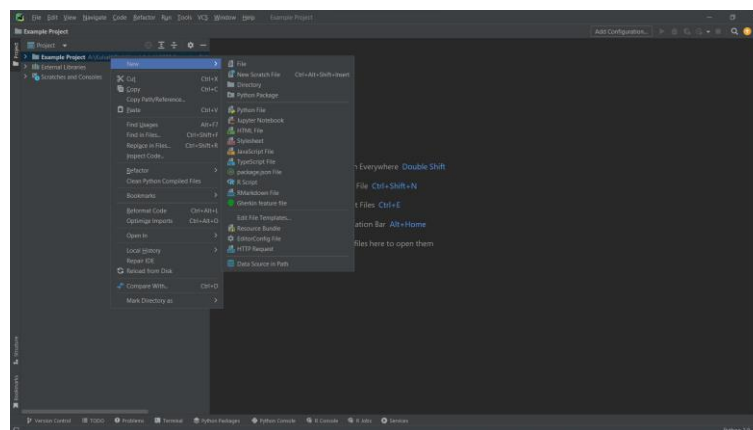 File Edit View Navigate Code Refactor Run Tools VCS Window Help Example Project
Example Project
Add Configuration...
Project
Example Project
External Libraries
Scratches and Consoles
New
Cut Ctrl+X
Copy Ctrl+C
Copy Path/Reference...
Paste Ctrl+V
Find Usages Alt+F7
Find in Files... Ctrl+Shift+F
Replace in Files... Ctrl+Shift+R
Inspect Code...
Refactor
Clean Python Compiled Files
Bookmarks
Reformat Code Ctrl+Alt+L
Optimize Imports Ctrl+Alt+O
Open In
Local History
Repair IDE
Reload from Disk
Compare With... Ctrl+D
Mark Directory as
File
New Scratch File Ctrl+Alt+Shift+Insert
Directory
Python Package
Python File
Jupyter Notebook
HTML File
Stylesheet
JavaScript File
TypeScript File
package.json File
R Script
RMarkdown File
Gherkin feature file
Edit File Templates...
Resource Bundle
EditorConfig File
HTTP Request
Data Source in Path
Everywhere Double Shift
File Ctrl+Shift+N
Files Ctrl+E
ation Bar Alt+Home
files here to open them
Structure
Bookmarks
Version Control TODO Problems Terminal Python Packages Python Console R Console R Jobs Services